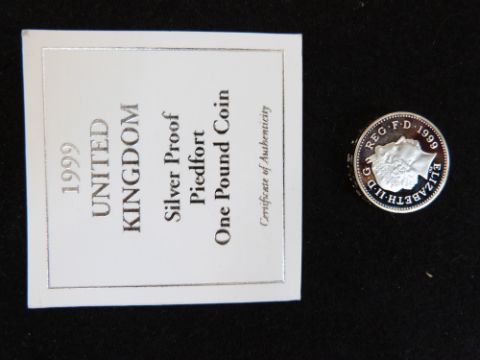 1999
UNITED
KINGDOM
Silver Proof
Piedfort
One Pound Coin
Certificate of Authenticity
ELIZABETH·II·D·G REG·F·D·1999